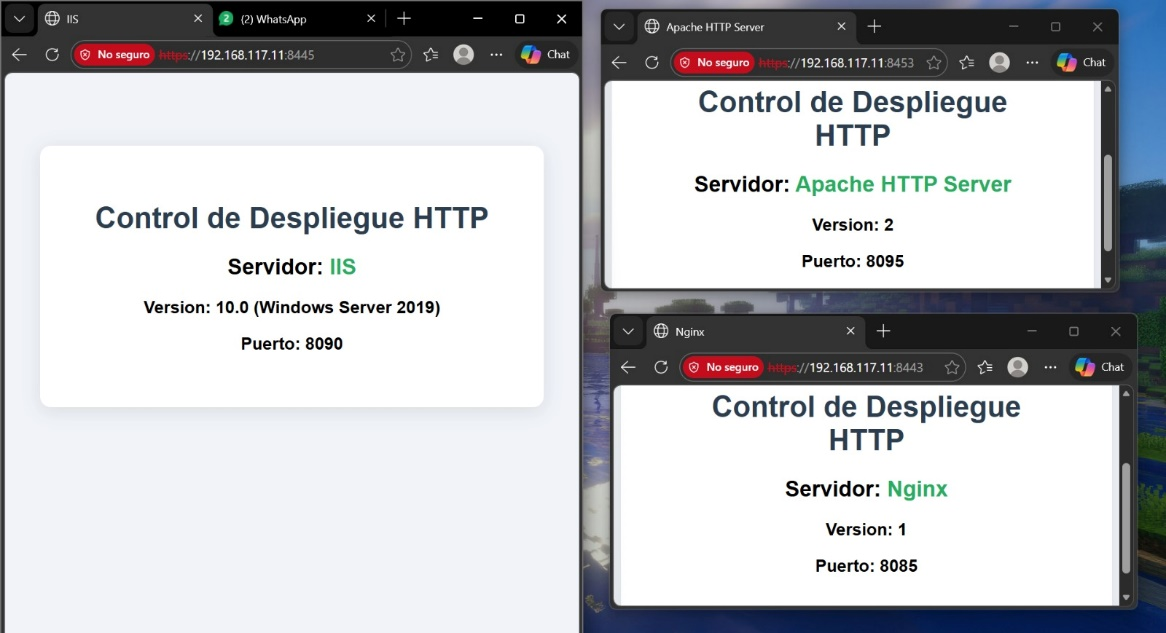 IIS
2 (2) WhatsApp
No seguro https://192.168.117.11:8445
Chat
Control de Despliegue HTTP
Servidor: IIS
Version: 10.0 (Windows Server 2019)
Puerto: 8090
Apache HTTP Server
No seguro https://192.168.117.11:8453
Chat
Control de Despliegue
HTTP
Servidor: Apache HTTP Server
Version: 2
Puerto: 8095
Nginx
No seguro https://192.168.117.11:8443
Chat
Control de Despliegue
HTTP
Servidor: Nginx
Version: 1
Puerto: 8085